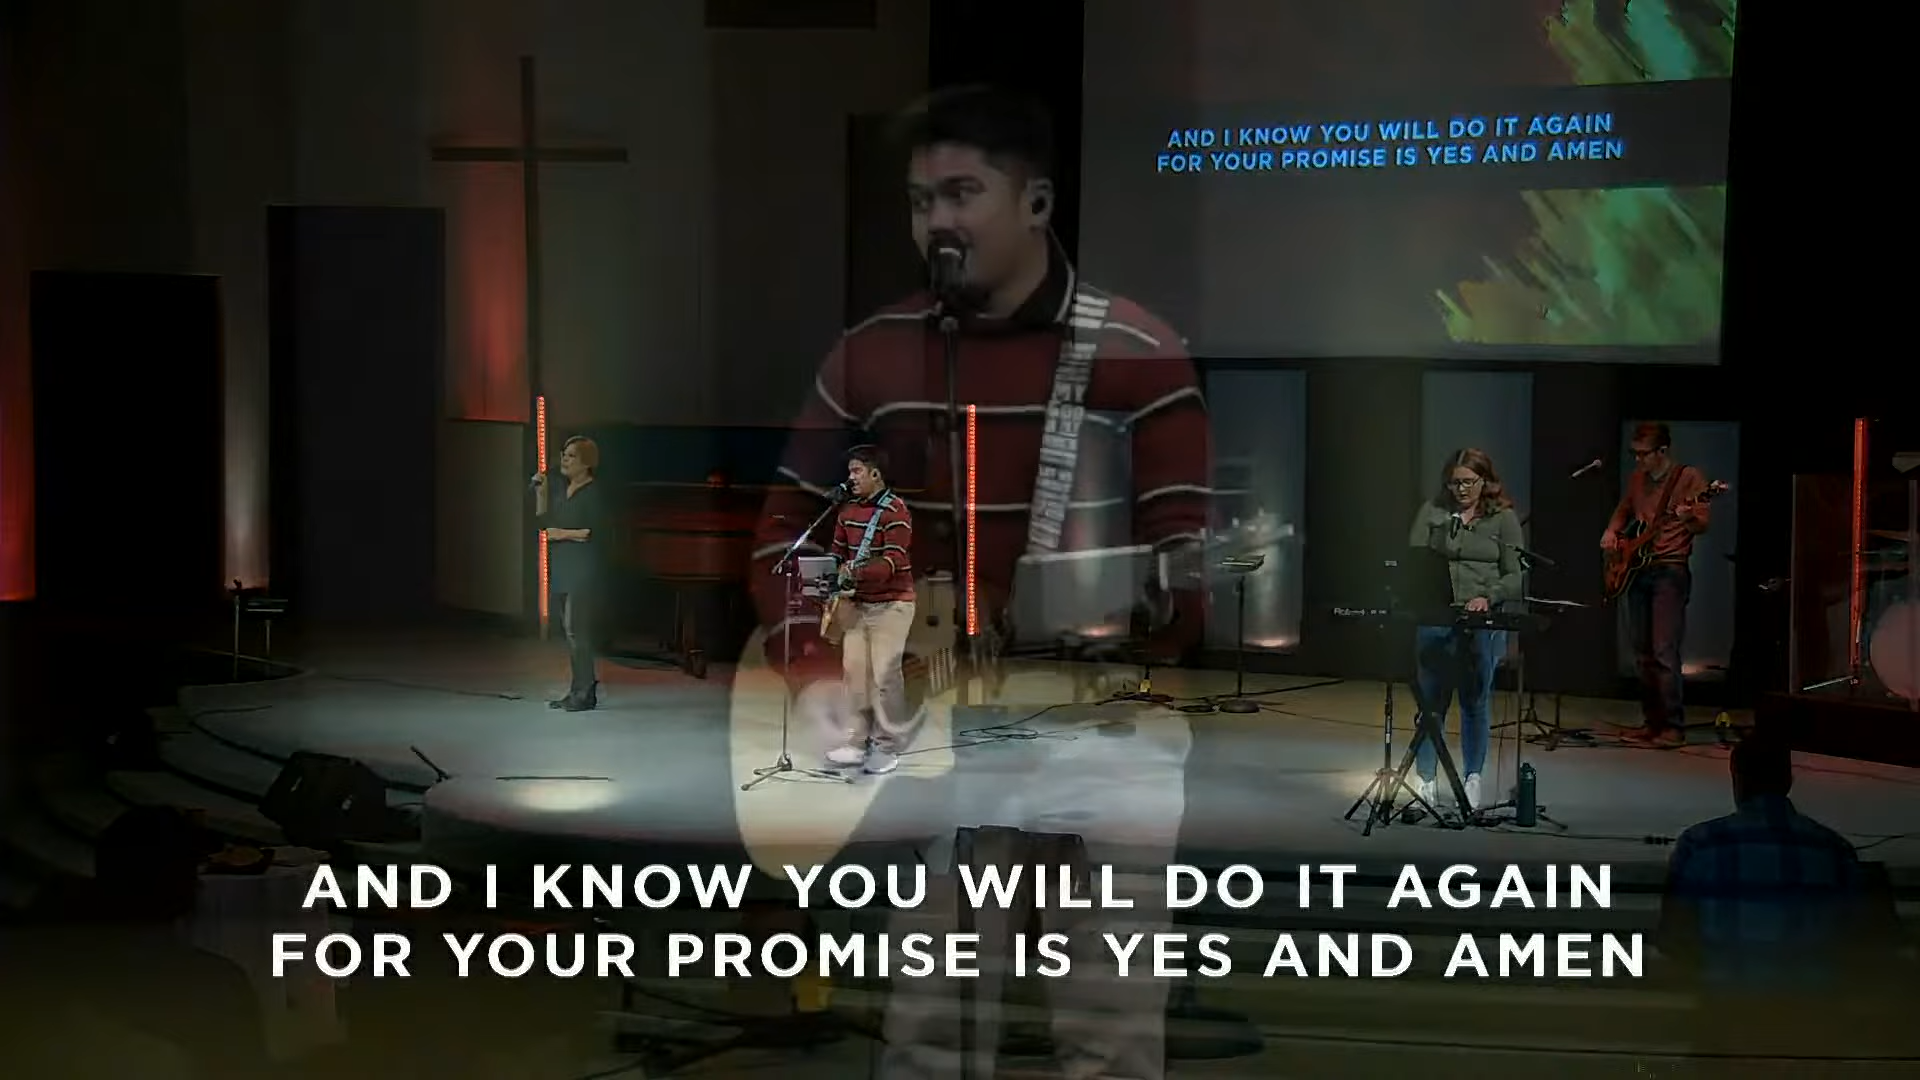 AND I KNOW YOU WILL DO IT AGAIN
FOR YOUR PROMISE IS YES AND AMEN
Roland
AND I KNOW YOU WILL DO IT AGAIN
FOR YOUR PROMISE IS YES AND AMEN